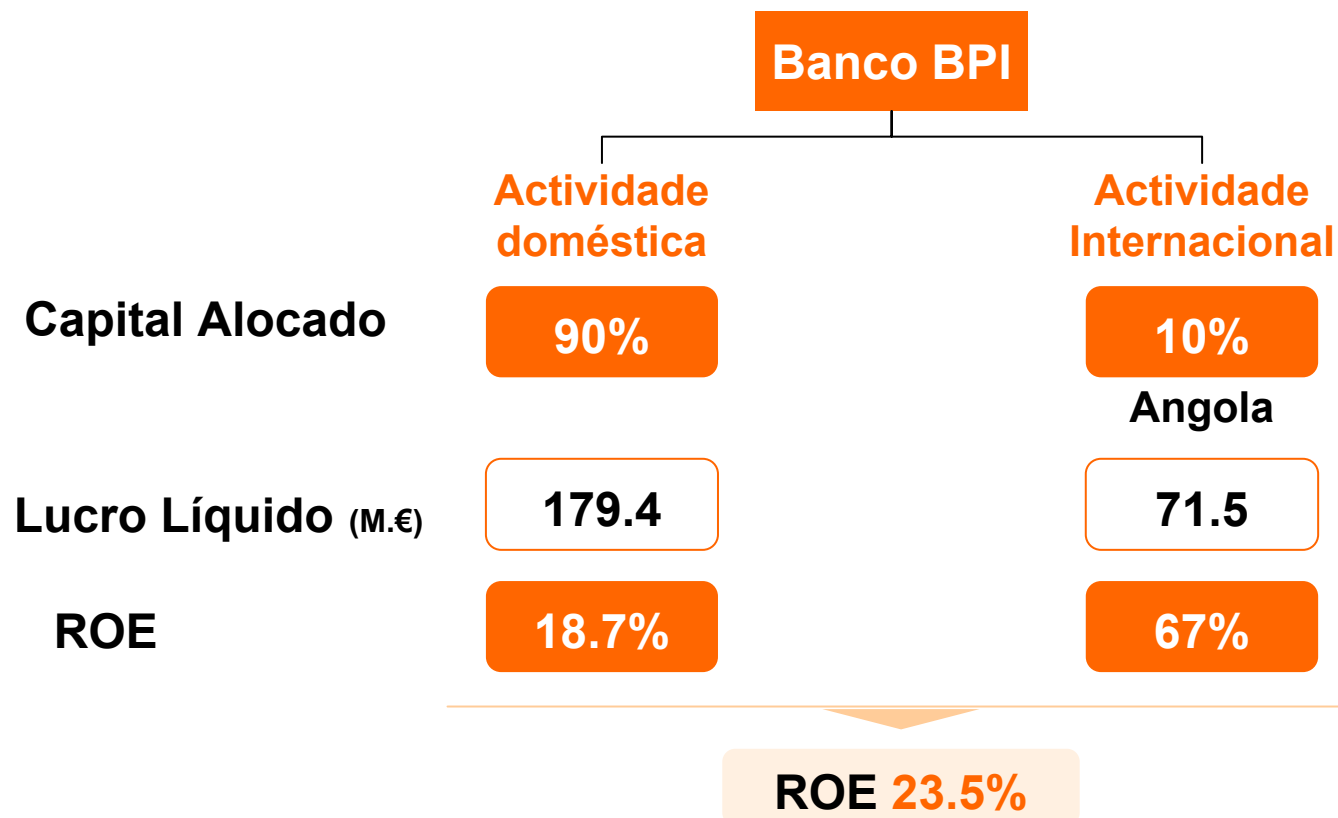 Banco BPI
Actividade
doméstica
Actividade
Internacional
Capital Alocado
90%
10%
Angola
Lucro Líquido (M.€)
179.4
71.5
ROE
18.7%
67%
ROE 23.5%